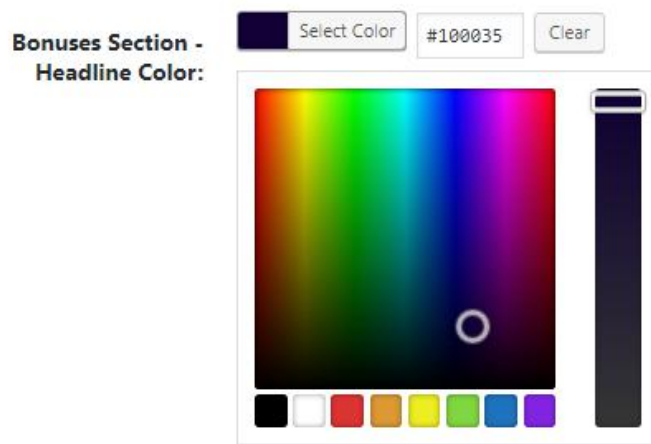 Bonuses Section -
Headline Color:
Select Color
#100035
Clear